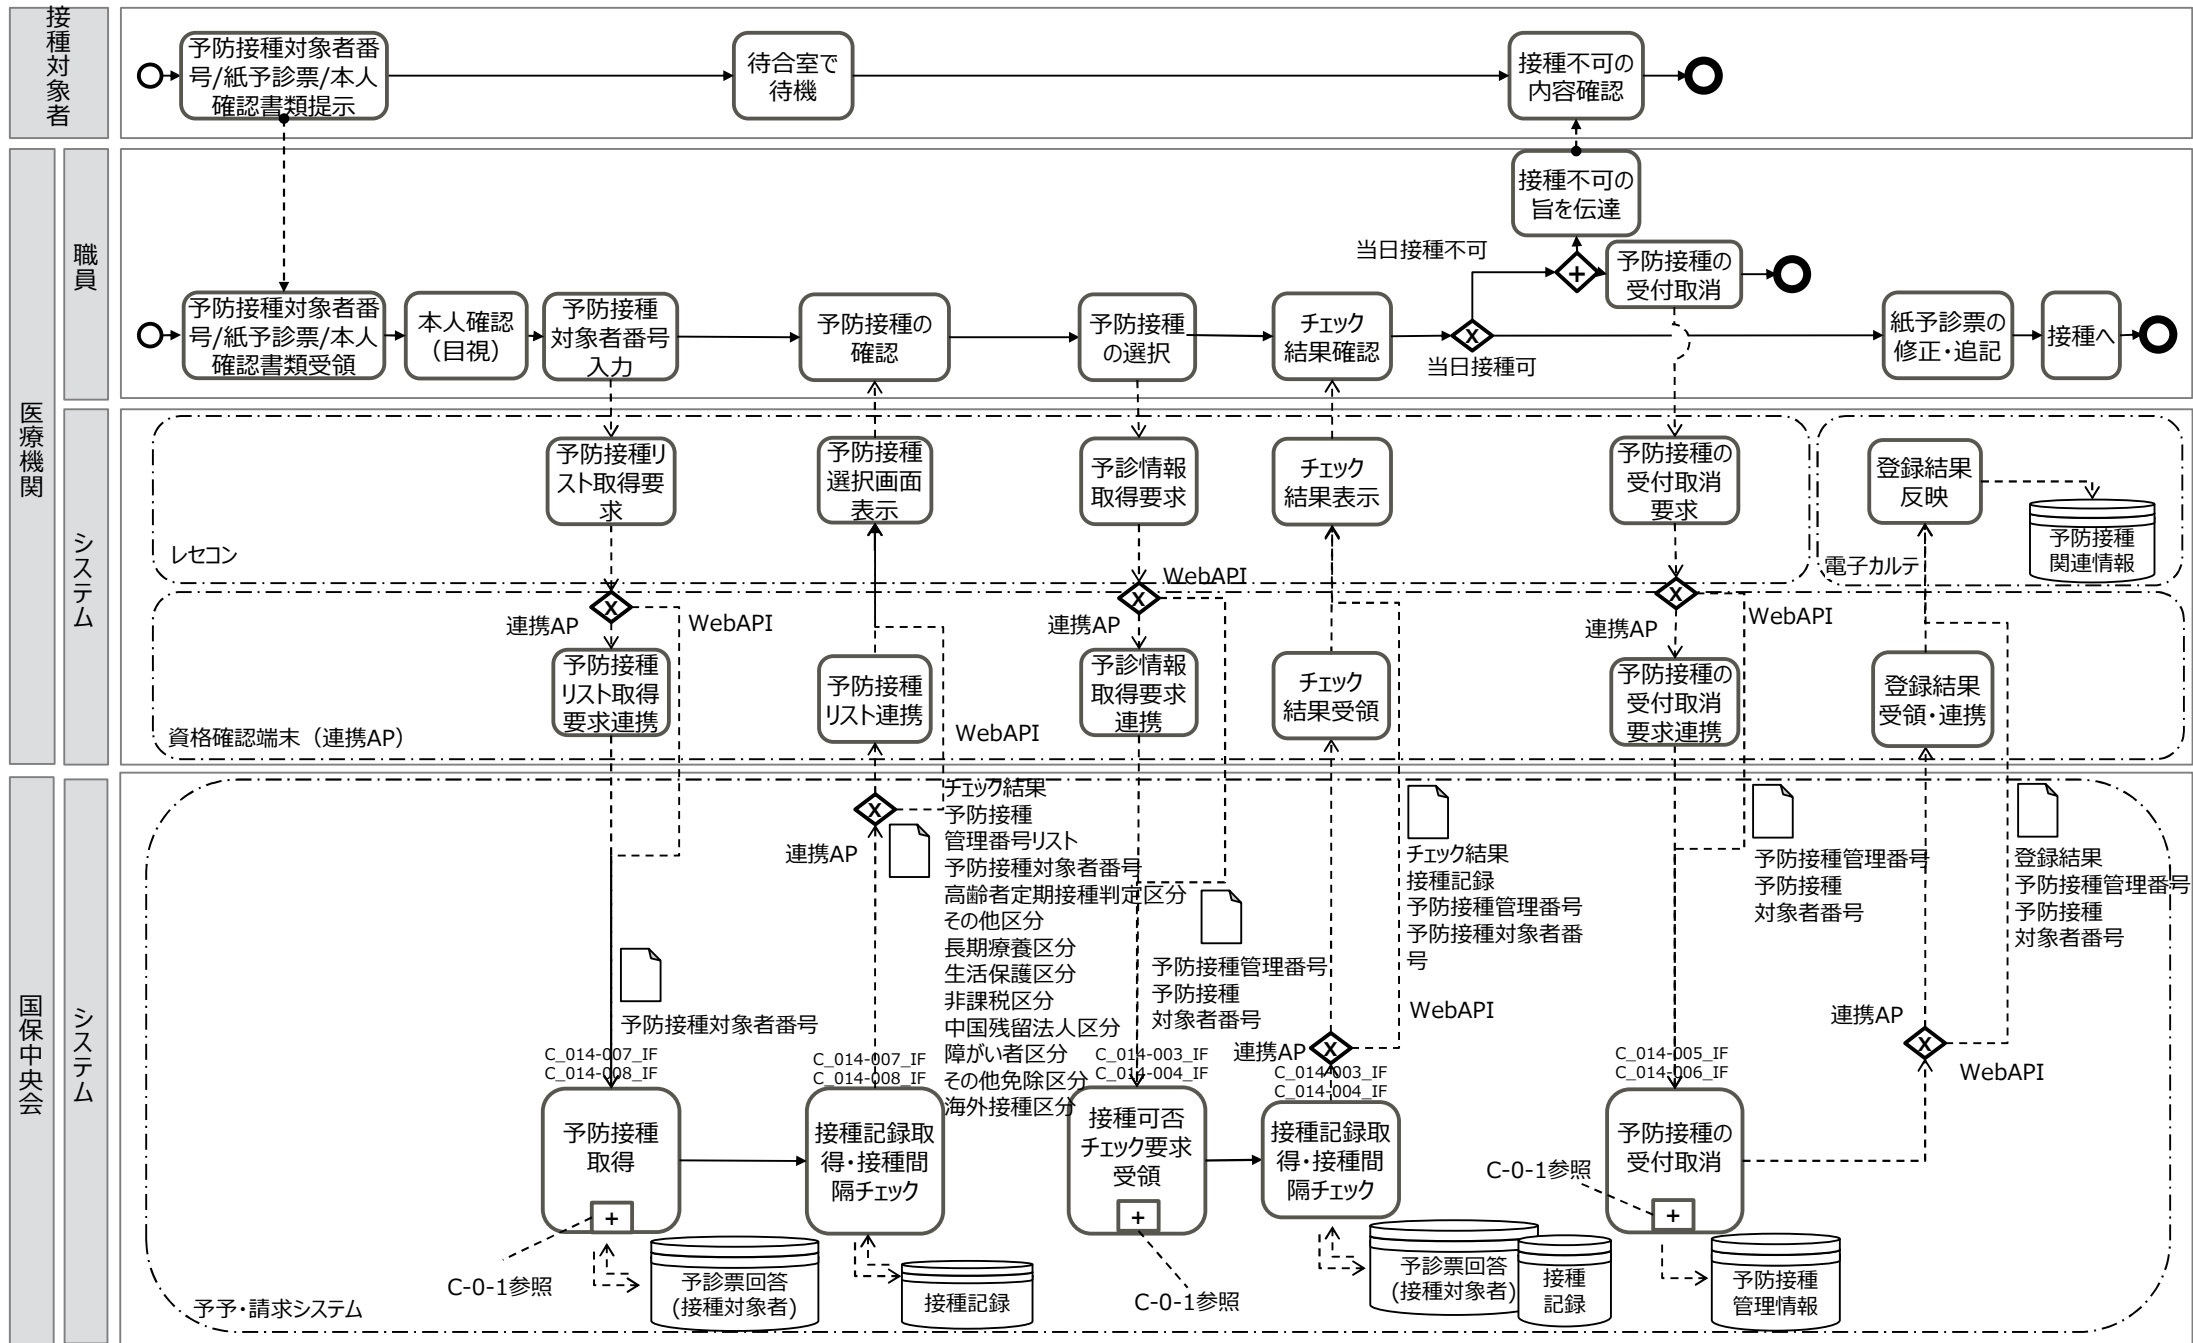 接種対象者
予防接種対象者番
号/紙予診票/本人
確認書類提示
待合室で
待機
接種不可の
内容確認
医療機関
職員
接種不可の
旨を伝達
当日接種不可
+
予防接種の
受付取消
予防接種対象者番
号/紙予診票/本人
確認書類受領
本人確認
(目視)
予防接種
対象者番号
入力
予防接種の
確認
予防接種
の選択
チェック
結果確認
X
当日接種可
紙予診票の
修正・追記
接種へ
システム
予防接種リ
スト取得要
求
予防接種
選択画面
表示
予診情報
取得要求
チェック
結果表示
予防接種の
受付取消
要求
登録結果
反映
予防接種
関連情報
レセコン
電子カルテ
X
連携AP
WebAPI
X
連携AP
WebAPI
X
連携AP
WebAPI
予防接種
リスト取得
要求連携
予防接種
リスト連携
WebAPI
予診情報
取得要求
連携
チェック
結果受領
予防接種の
受付取消
要求連携
登録結果
受領・連携
資格確認端末(連携AP)
国保中央会
システム
X
連携AP
チェック結果
予防接種
管理番号リスト
予防接種対象者番号
高齢者定期接種判定区分
その他区分
長期療養区分
生活保護区分
非課税区分
中国残留法人区分
障がい者区分
その他免除区分
海外接種区分
予防接種対象者番号
予防接種管理番号
予防接種
対象者番号
チェック結果
接種記録
予防接種管理番号
予防接種対象者番
号
WebAPI
連携AP
X
予防接種管理番号
予防接種
対象者番号
登録結果
予防接種管理番号
予防接種
対象者番号
連携AP
X
WebAPI
C_014-007_IF
C_014-008_IF
C_014-007_IF
C_014-008_IF
C_014-003_IF
C_014-004_IF
C_014-003_IF
C_014-004_IF
C_014-005_IF
C_014-006_IF
予防接種
取得
+
接種記録取
得・接種間
隔チェック
接種可否
チェック要求
受領
+
接種記録取
得・接種間
隔チェック
予防接種の
受付取消
+
C-0-1参照
C-0-1参照
C-0-1参照
予診票回答
(接種対象者)
接種記録
予診票回答
(接種対象者)
接種
記録
予防接種
管理情報
予予・請求システム